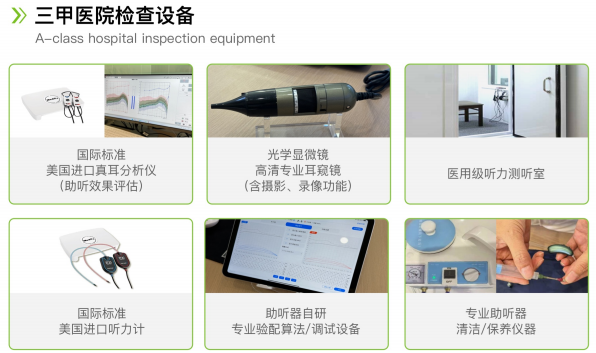 三甲医院检查设备
A-class hospital inspection equipment
国际标准
美国进口真耳分析仪
（助听效果评估）
光学显微镜
高清专业耳窥镜
（含摄影、录像功能）
医用级听力测听室
国际标准
美国进口听力计
助听器自研
专业验配算法/调试设备
专业助听器
清洁/保养仪器